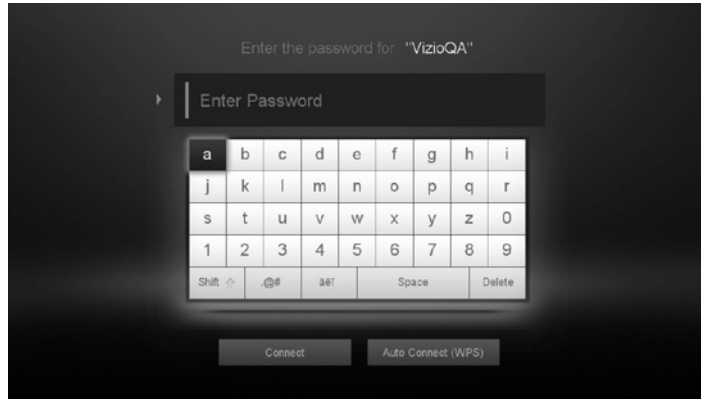 Enter the password for "VizioQA"
Enter Password
a b c d e f g h i
j k l m n o p q r
s t u v w x y z 0
1 2 3 4 5 6 7 8 9
Shift .@# äëï Space Delete
Connect Auto Connect (WPS)